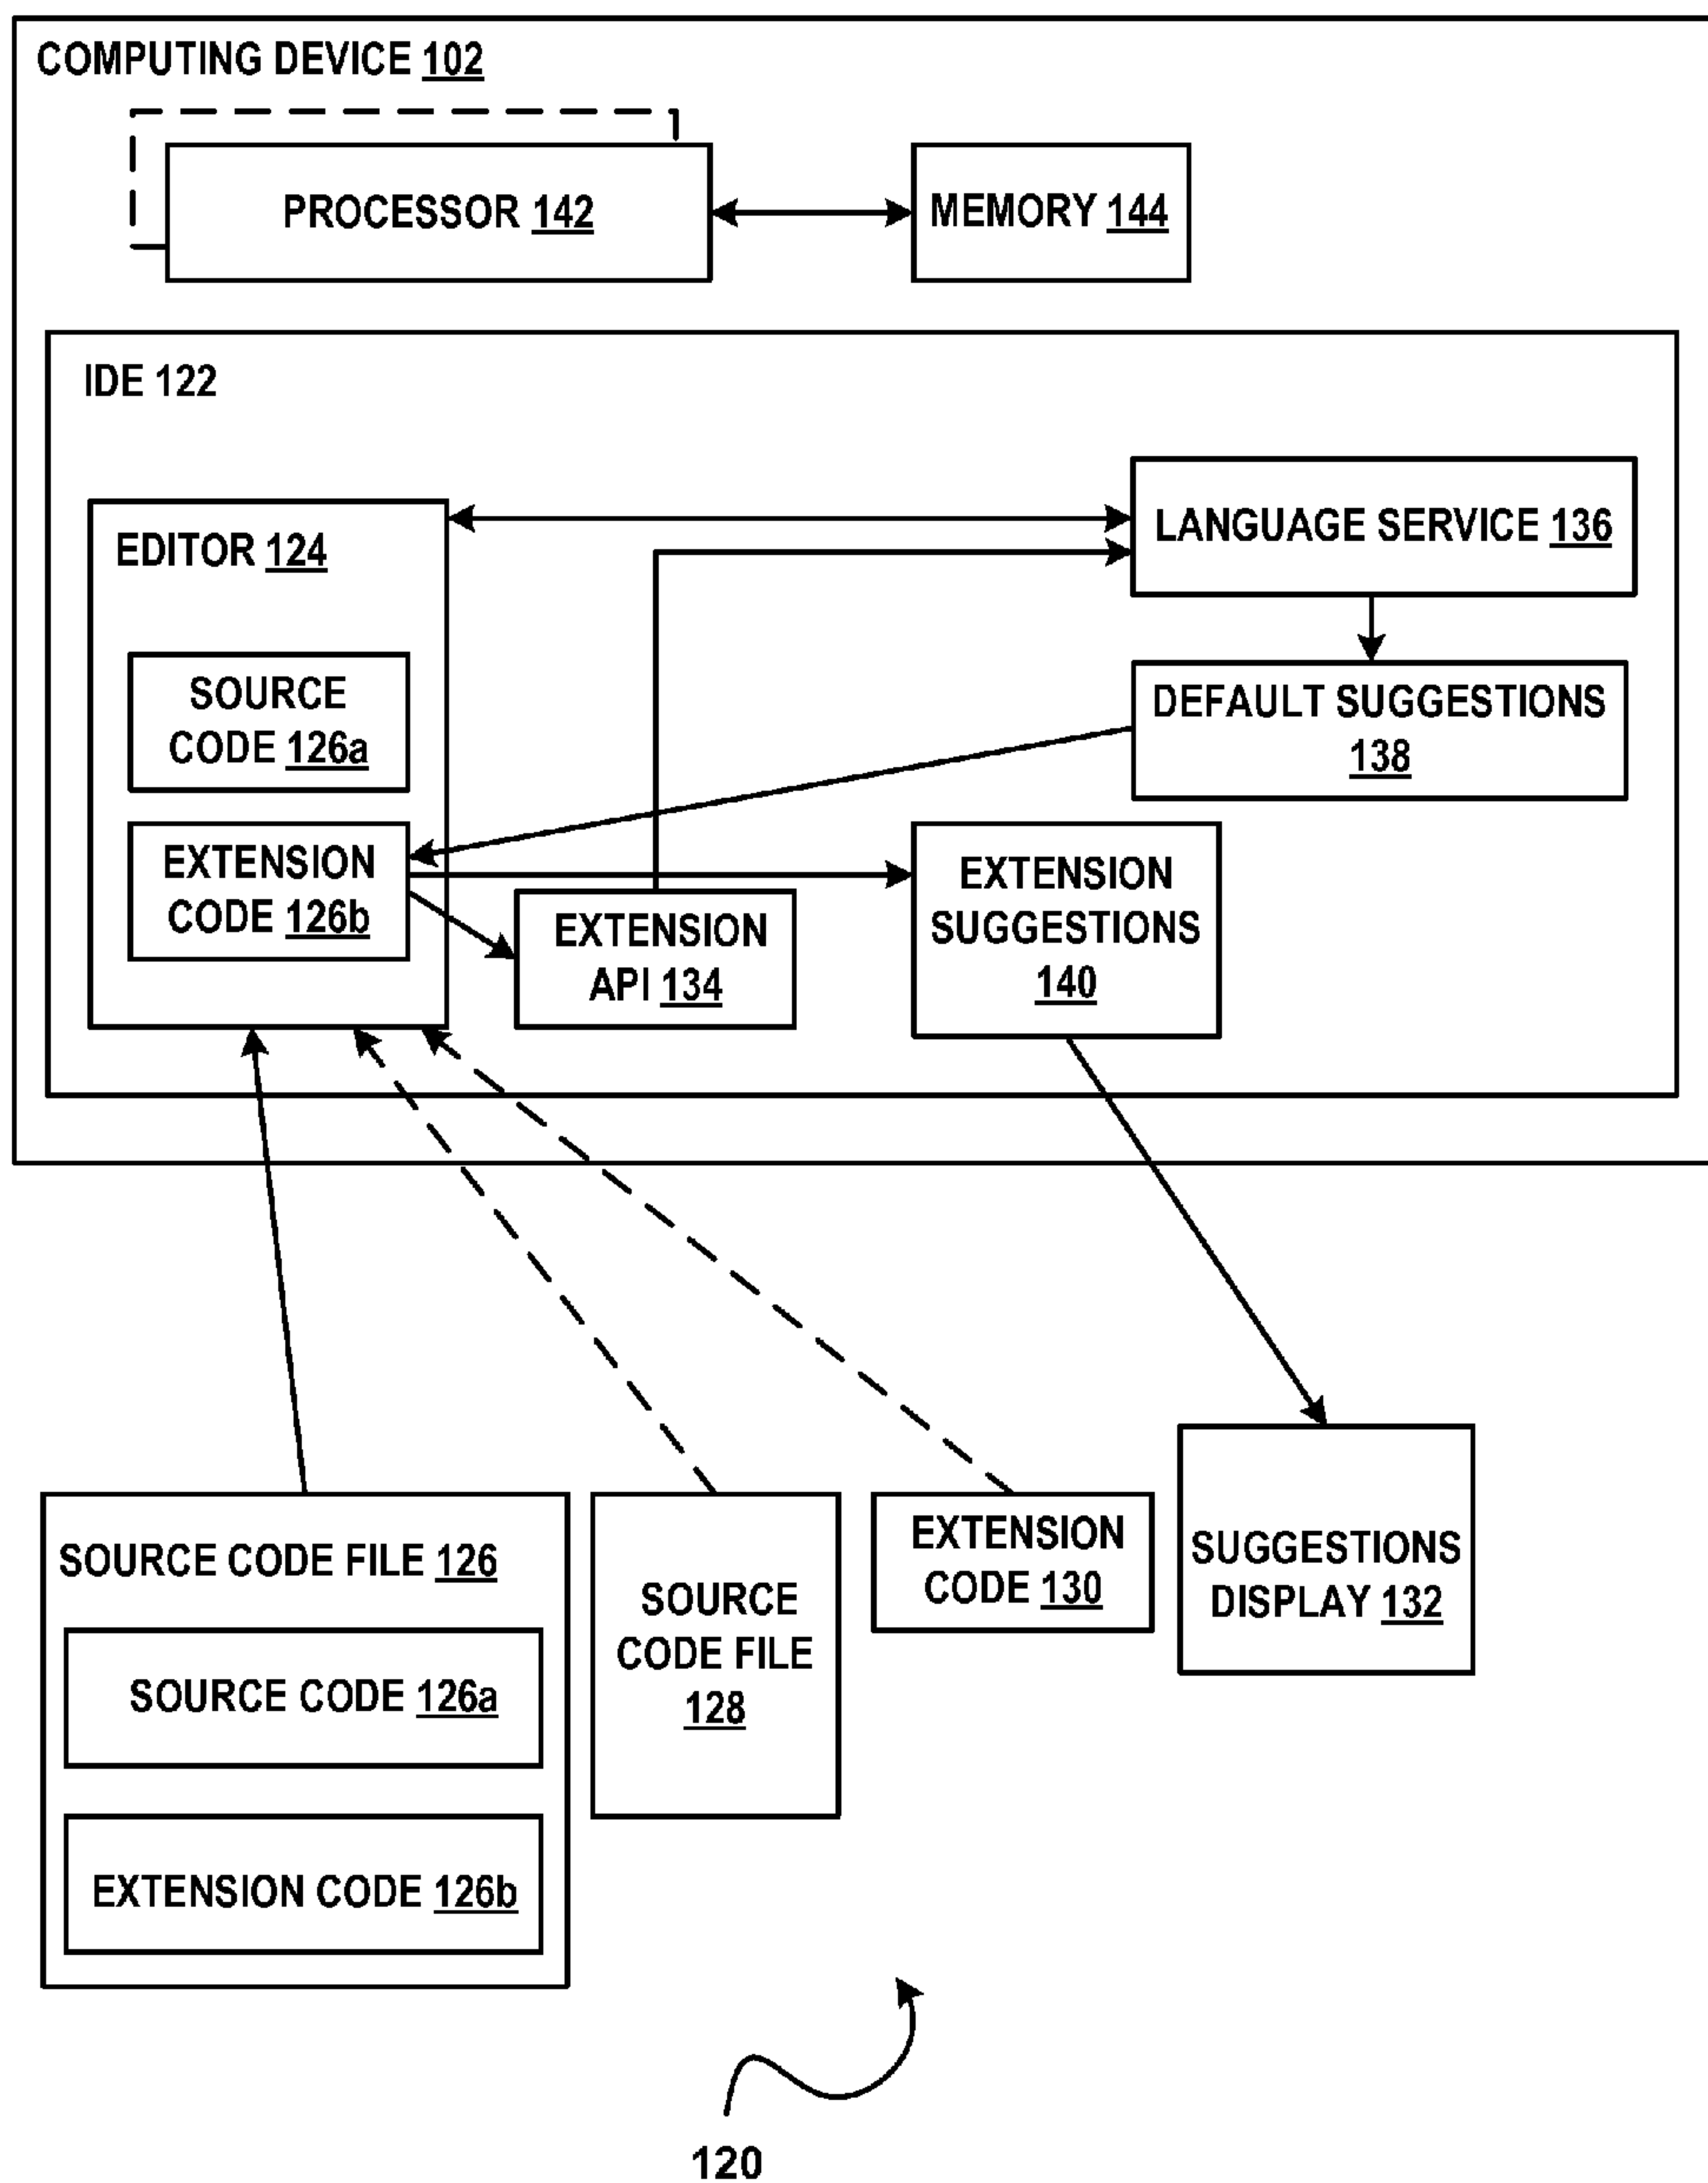 COMPUTING DEVICE 102
PROCESSOR 142
MEMORY 144
IDE 122
LANGUAGE SERVICE 136
EDITOR 124
SOURCE
CODE 126a
DEFAULT SUGGESTIONS
138
EXTENSION
CODE 126b
EXTENSION
API 134
EXTENSION
SUGGESTIONS
140
SOURCE CODE FILE 126
SOURCE CODE 126a
EXTENSION CODE 126b
SOURCE
CODE FILE
128
EXTENSION
CODE 130
SUGGESTIONS
DISPLAY 132
120